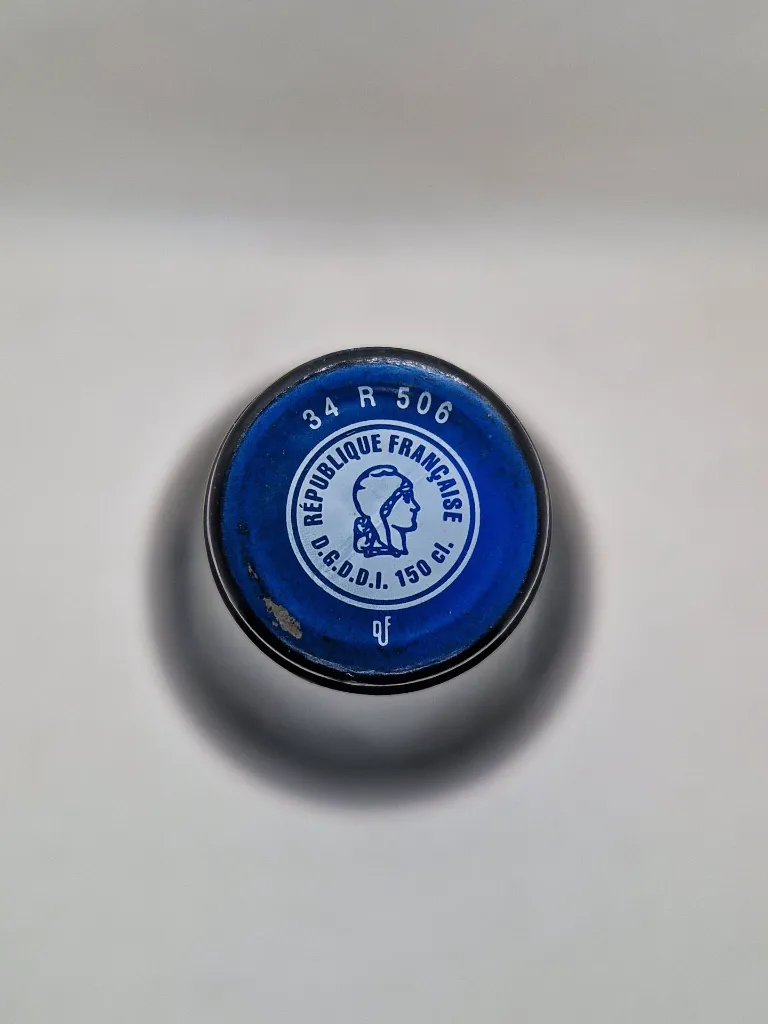 34 R 506
RÉPUBLIQUE FRANÇAISE
D.G.D.D.I. 150 cl.